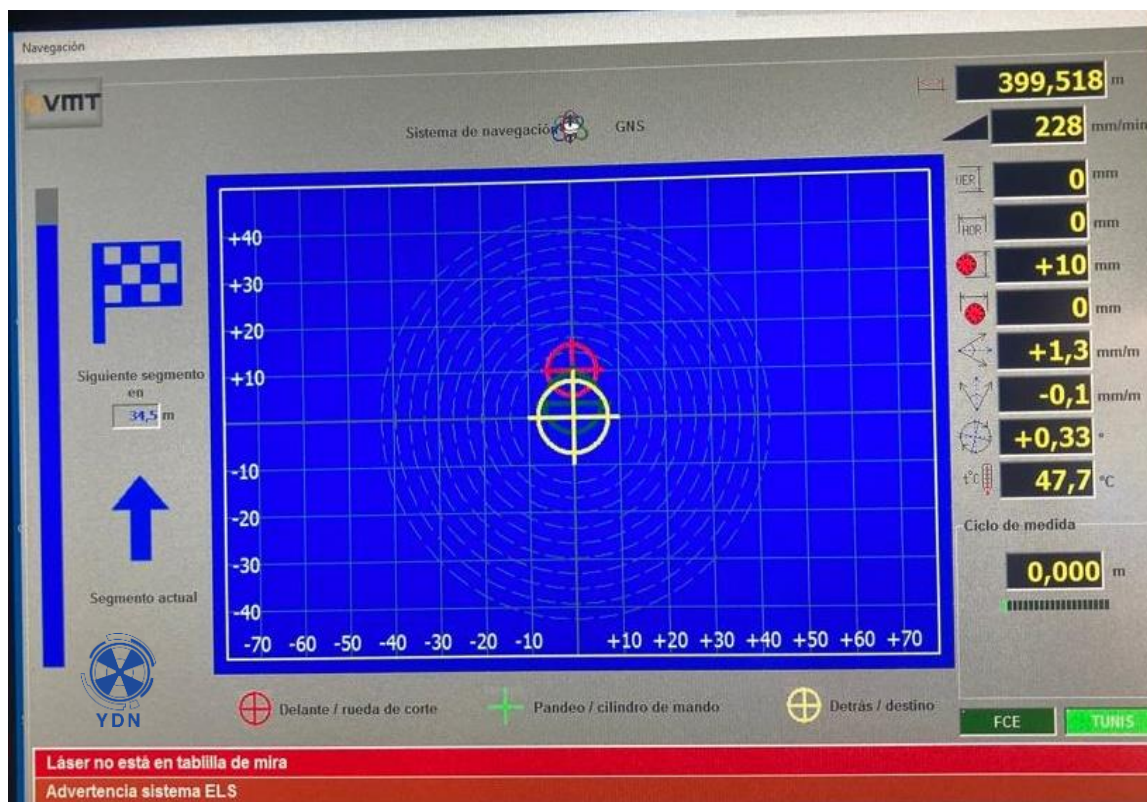 Navegación
VMT
Sistema de navegación GNS
399,518 m
228 mm/min
VER 0 mm
HOR 0 mm
+10 mm
0 mm
+1,3 mm/m
-0,1 mm/m
+0,33 °
t°C 47,7 °C
Ciclo de medida
0,000 m
+40
+30
+20
+10
-10
-20
-30
-40
-70 -60 -50 -40 -30 -20 -10 +10 +20 +30 +40 +50 +60 +70
Siguiente segmento
en
34,5 m
Segmento actual
YDN
Delante / rueda de corte
Pandeo / cilindro de mando
Detrás / destino
FCE
TUNIS
Láser no está en tablilla de mira
Advertencia sistema ELS